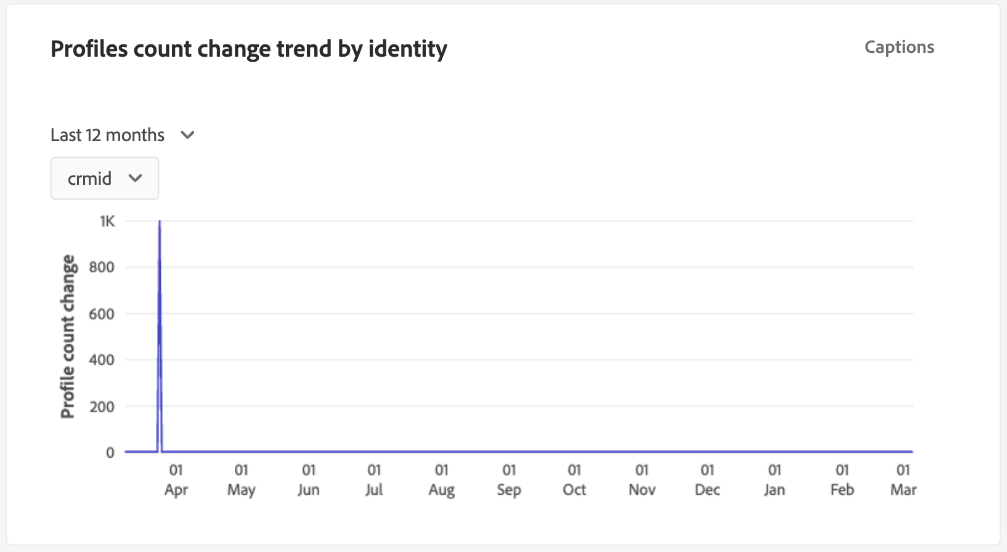 Profiles count change trend by identity
Captions
Last 12 months
crmid
Profile count change
1K
800
600
400
200
0
01 01 01 01 01 01 01 01 01 01 01 01
Apr May Jun Jul Aug Sep Oct Nov Dec Jan Feb Mar